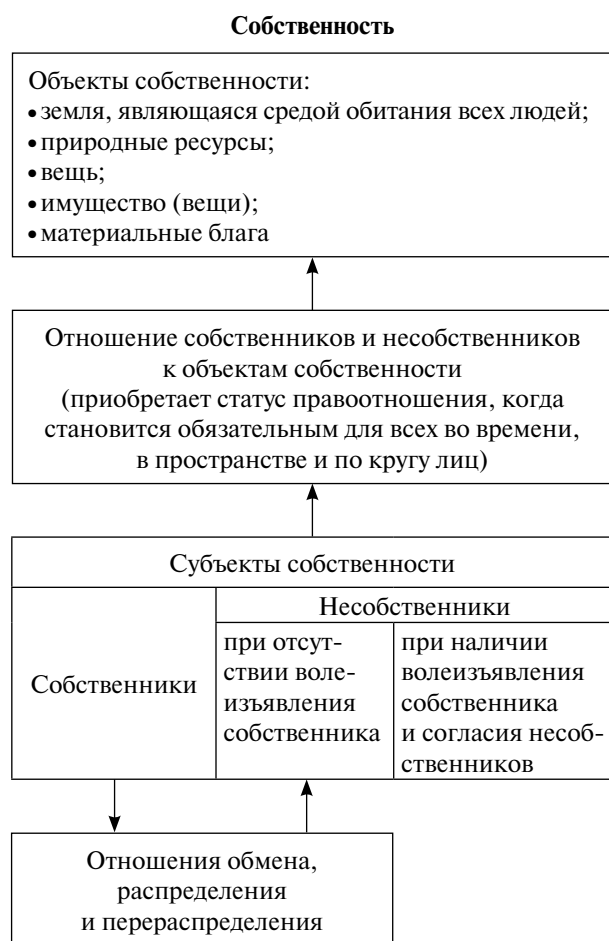 Собственность
Объекты собственности:
• земля, являющаяся средой обитания всех людей;
• природные ресурсы;
• вещь;
• имущество (вещи);
• материальные блага
Отношение собственников и несобственников
к объектам собственности
(приобретает статус правоотношения, когда
становится обязательным для всех во времени,
в пространстве и по кругу лиц)
Субъекты собственности
Собственники
Несобственники
при отсут-
ствии воле-
изъявления
собственника
при наличии
волеизъявления
собственника
и согласия несоб-
ственников
Отношения обмена,
распределения
и перераспределения